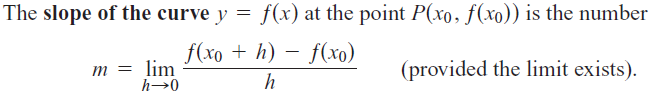 The slope of the curve y = f(x) at the point P(x₀, f(x₀)) is the number
m = lim h→0 (f(x₀ + h) − f(x₀)) / h (provided the limit exists).